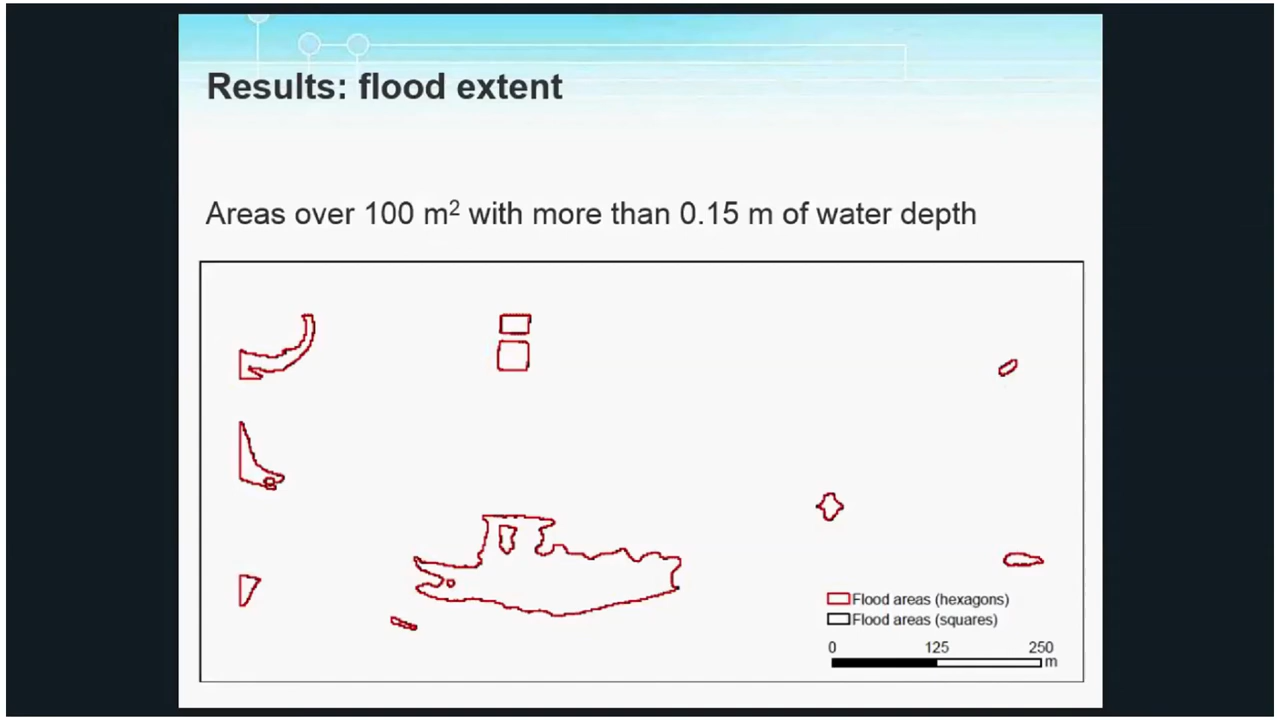 Results: flood extent
Areas over 100 m² with more than 0.15 m of water depth
Flood areas (hexagons)
Flood areas (squares)
0 125 250
m